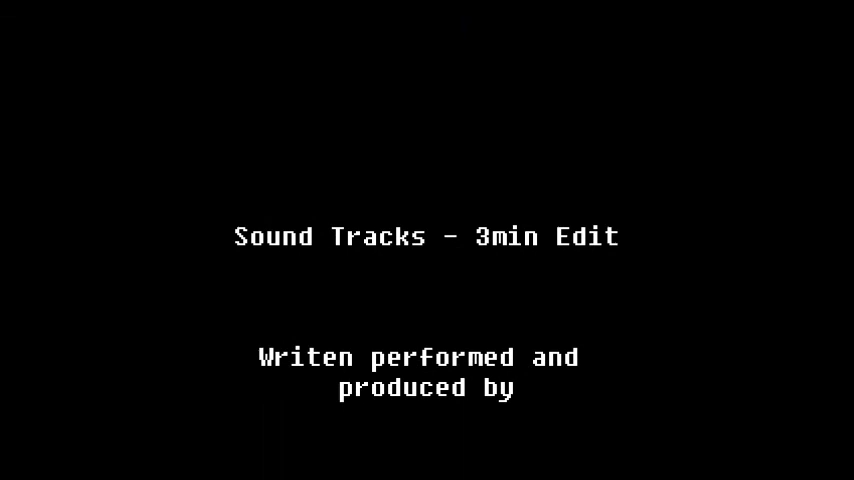 Sound Tracks - 3min Edit
Writen performed and
produced by